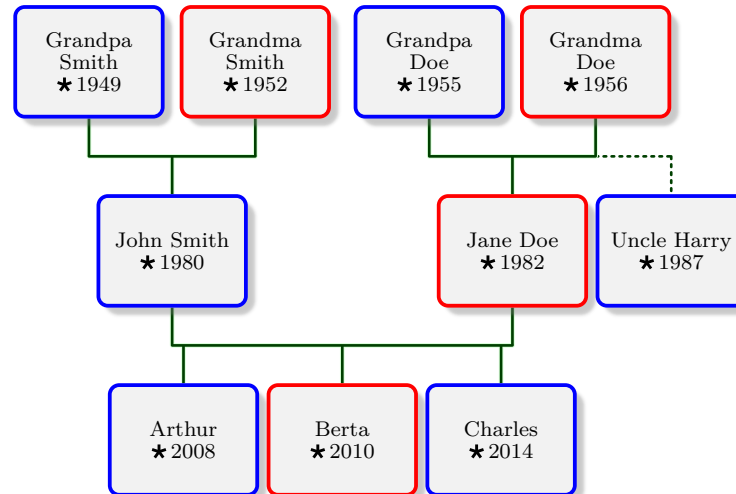 Grandpa
Smith
★1949
Grandma
Smith
★1952
Grandpa
Doe
★1955
Grandma
Doe
★1956
John Smith
★1980
Jane Doe
★1982
Uncle Harry
★1987
Arthur
★2008
Berta
★2010
Charles
★2014